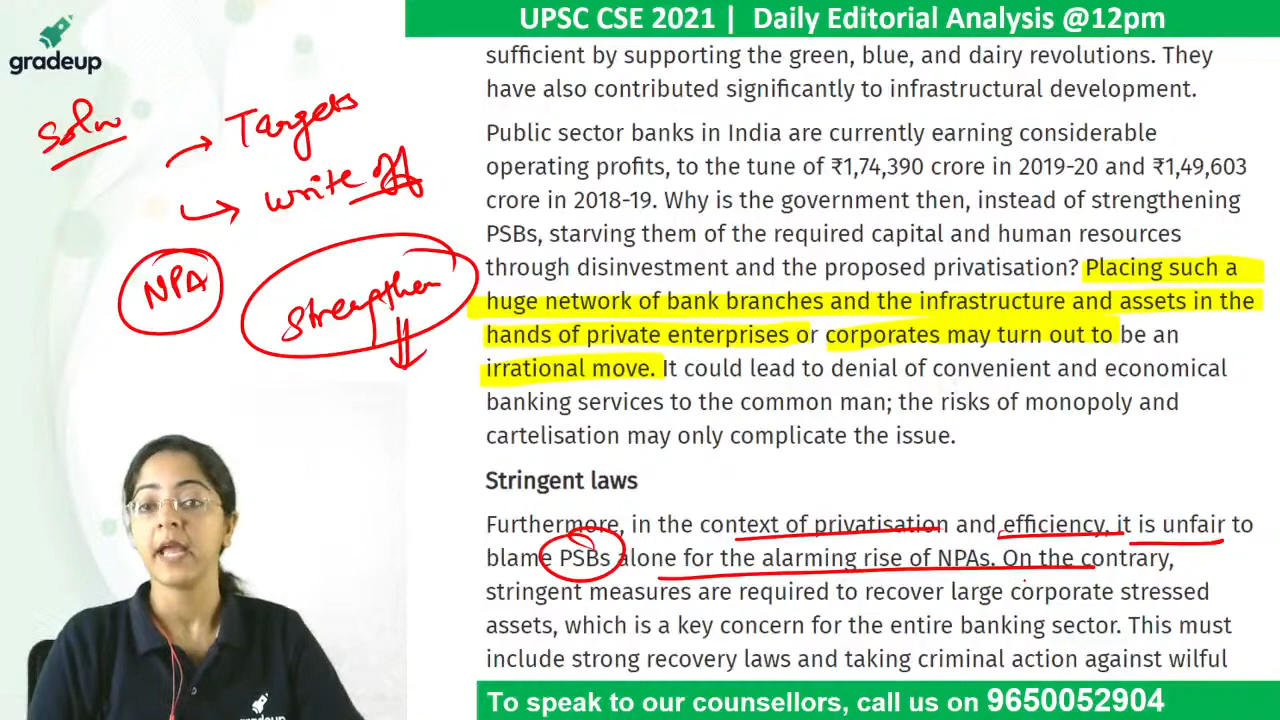 UPSC CSE 2021 | Daily Editorial Analysis @12pm
gradeup
Soln
→ Targets
→ Write off
NPA
Strengthen
sufficient by supporting the green, blue, and dairy revolutions. They
have also contributed significantly to infrastructural development.
Public sector banks in India are currently earning considerable
operating profits, to the tune of ₹1,74,390 crore in 2019-20 and ₹1,49,603
crore in 2018-19. Why is the government then, instead of strengthening
PSBs, starving them of the required capital and human resources
through disinvestment and the proposed privatisation? Placing such a
huge network of bank branches and the infrastructure and assets in the
hands of private enterprises or corporates may turn out to be an
irrational move. It could lead to denial of convenient and economical
banking services to the common man; the risks of monopoly and
cartelisation may only complicate the issue.
Stringent laws
Furthermore, in the context of privatisation and efficiency, it is unfair to
blame PSBs alone for the alarming rise of NPAs. On the contrary,
stringent measures are required to recover large corporate stressed
assets, which is a key concern for the entire banking sector. This must
include strong recovery laws and taking criminal action against wilful
gradeup
To speak to our counsellors, call us on 9650052904